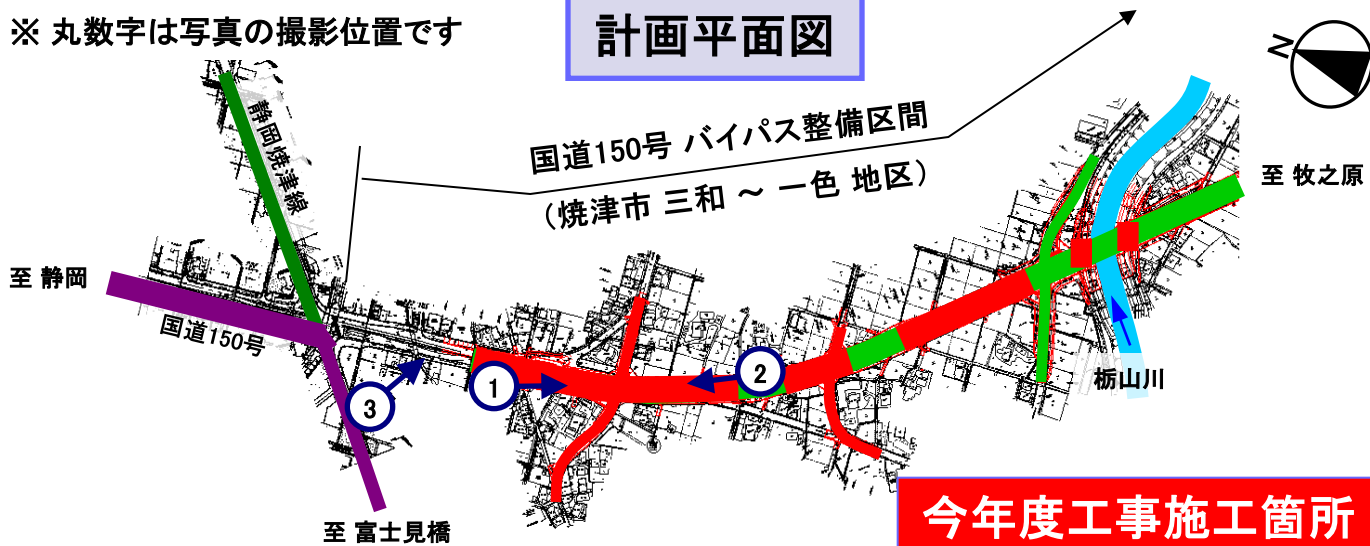 ※ 丸数字は写真の撮影位置です
計画平面図
N
静岡焼津線
国道150号 バイパス整備区間
(焼津市 三和 ~ 一色 地区)
至 牧之原
至 静岡
国道150号
栃山川
3
1
2
至 富士見橋
今年度工事施工箇所